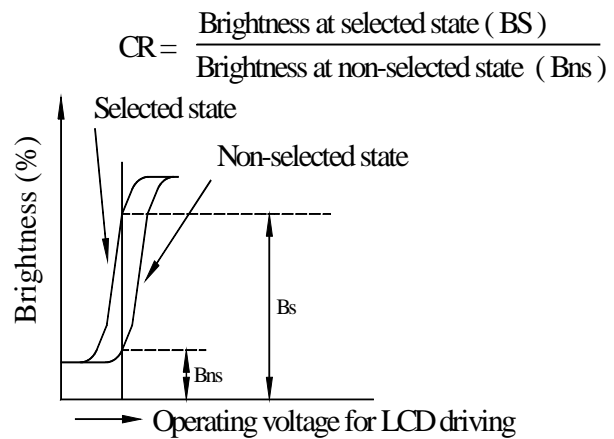 CR = Brightness at selected state ( BS )
Brightness at non-selected state ( Bns )
Selected state
Non-selected state
Brightness (%)
Bs
Bns
Operating voltage for LCD driving